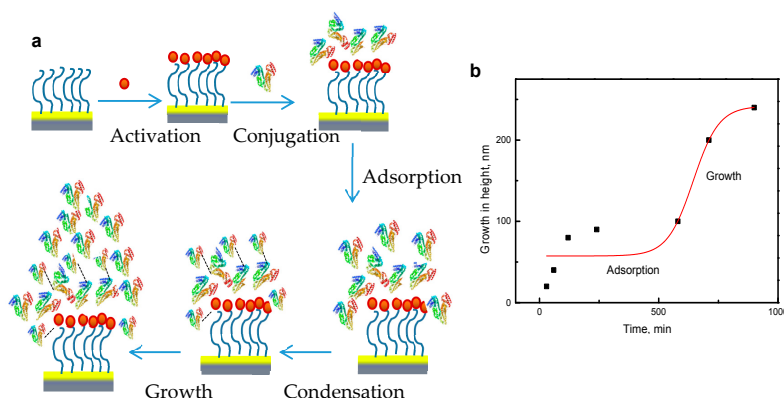 a
Activation
Conjugation
Adsorption
Condensation
Growth
b
Growth in height, nm
200
100
0
Growth
Adsorption
0
500
1000
Time, min